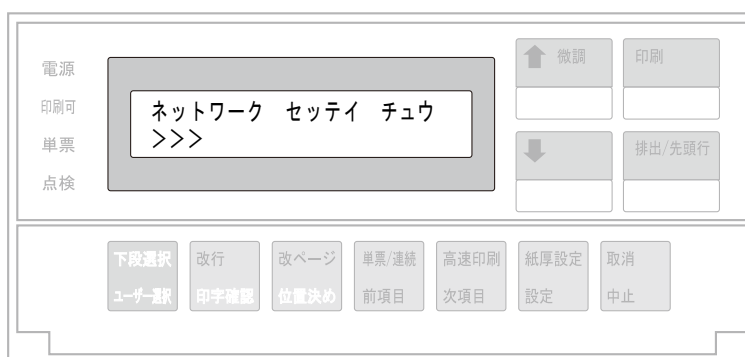 電源
印刷可
単票
点検
ネットワーク セッテイ チュウ
>>>
微調
印刷
排出/先頭行
下段選択
ユーザー選択
改行
印字確認
改ページ
位置決め
単票/連続
前項目
高速印刷
次項目
紙厚設定
設定
取消
中止